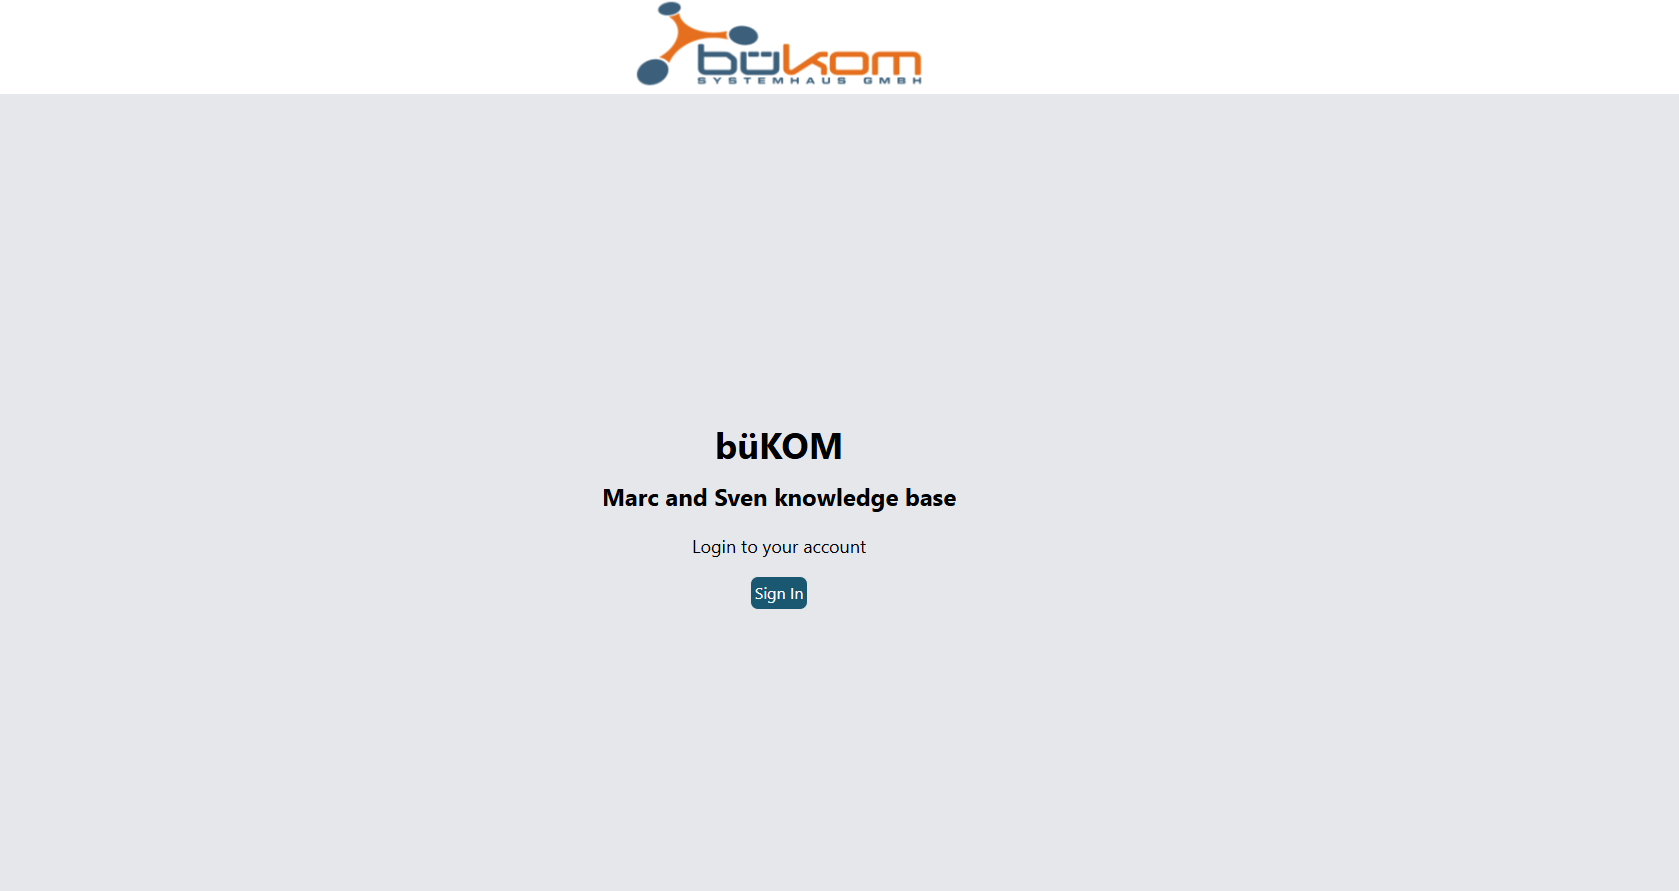 bükom
SYSTEMHAUS GMBH
büKOM
Marc and Sven knowledge base
Login to your account
Sign In